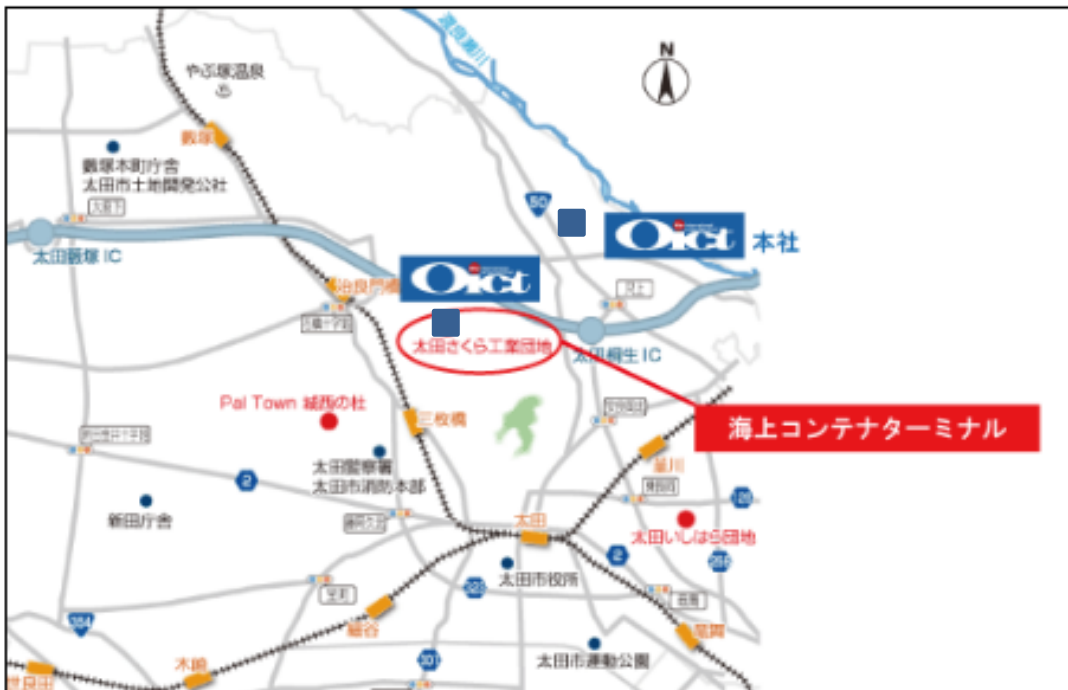 渡良瀬川
N
やぶ塚温泉
藪塚
藪塚本町庁舎
太田市土地開発公社
50
Oict 本社
太田藪塚 IC
Oict
治良門橋
太田さくら工業団地
太田桐生 IC
Pal Town 城西の杜
三枚橋
海上コンテナターミナル
韮川
太田警察署
太田市消防本部
2
新田庁舎
太田
太田いしはら団地
2
太田市役所
323
354
細谷
竜舞
木崎
太田市運動公園
世良田